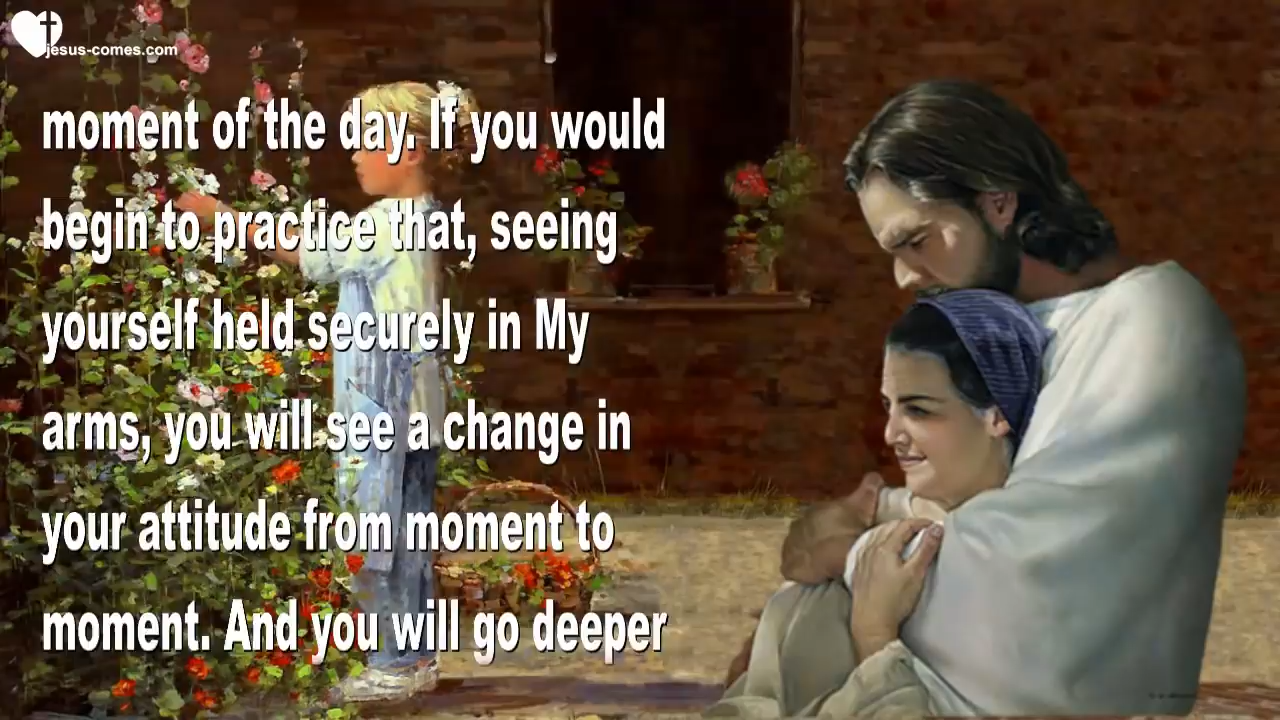 jesus-comes.com
moment of the day. If you would
begin to practice that, seeing
yourself held securely in My
arms, you will see a change in
your attitude from moment to
moment. And you will go deeper